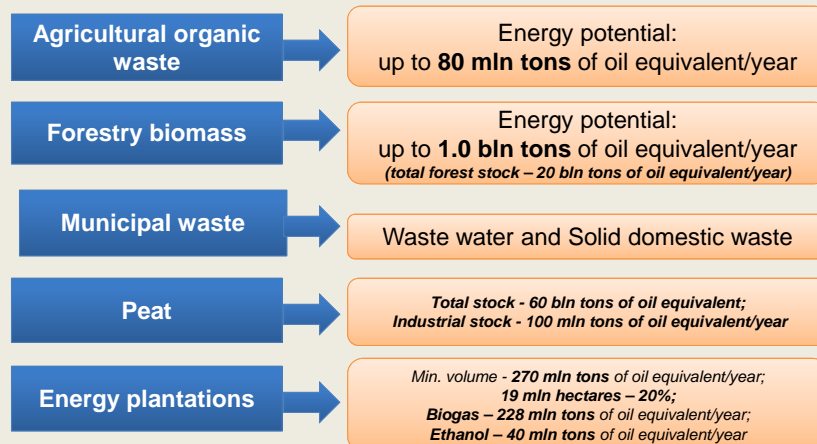 Agricultural organic
waste
Energy potential:
up to 80 mln tons of oil equivalent/year
Forestry biomass
Energy potential:
up to 1.0 bln tons of oil equivalent/year
(total forest stock – 20 bln tons of oil equivalent/year)
Municipal waste
Waste water and Solid domestic waste
Peat
Total stock - 60 bln tons of oil equivalent;
Industrial stock - 100 mln tons of oil equivalent/year
Energy plantations
Min. volume - 270 mln tons of oil equivalent/year;
19 mln hectares – 20%;
Biogas – 228 mln tons of oil equivalent/year;
Ethanol – 40 mln tons of oil equivalent/year